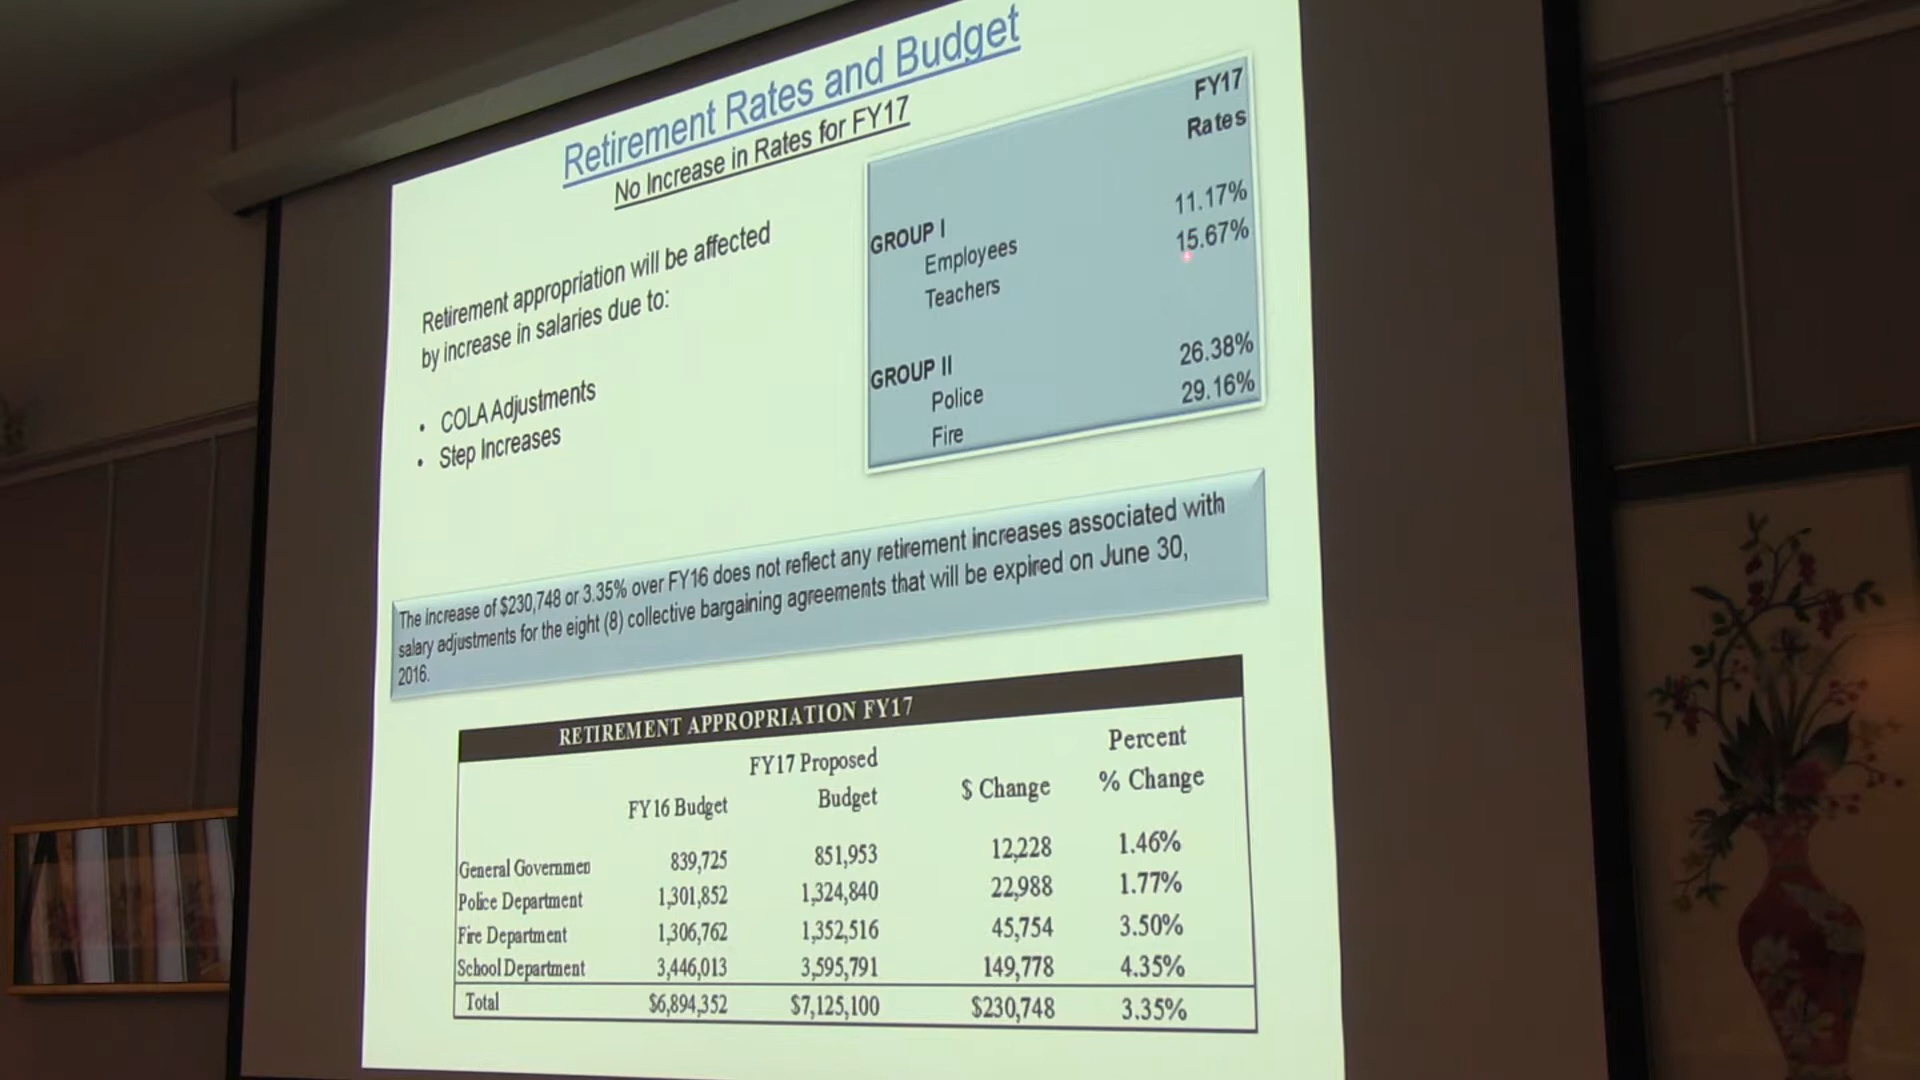 Retirement Rates and Budget
No Increase in Rates for FY17
Retirement appropriation will be affected
by increase in salaries due to:
• COLA Adjustments
• Step Increases
FY17
Rates
GROUP I
Employees 11.17%
Teachers 15.67%
GROUP II
Police 26.38%
Fire 29.16%
The increase of $230,748 or 3.35% over FY16 does not reflect any retirement increases associated with
salary adjustments for the eight (8) collective bargaining agreements that will be expired on June 30,
2016.
RETIREMENT APPROPRIATION FY17
FY16 Budget FY17 Proposed Budget $ Change Percent % Change
General Governmen 839,725 851,953 12,228 1.46%
Police Department 1,301,852 1,324,840 22,988 1.77%
Fire Department 1,306,762 1,352,516 45,754 3.50%
School Department 3,446,013 3,595,791 149,778 4.35%
Total $6,894,352 $7,125,100 $230,748 3.35%